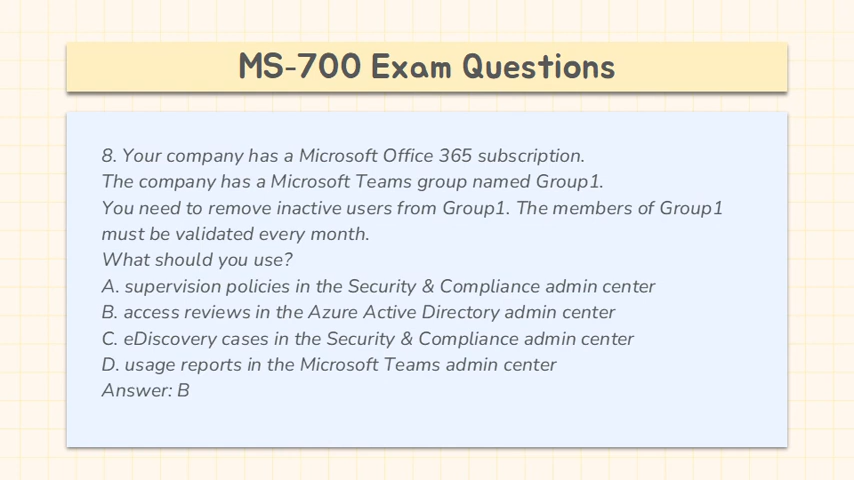 MS-700 Exam Questions
8. Your company has a Microsoft Office 365 subscription.
The company has a Microsoft Teams group named Group1.
You need to remove inactive users from Group1. The members of Group1
must be validated every month.
What should you use?
A. supervision policies in the Security & Compliance admin center
B. access reviews in the Azure Active Directory admin center
C. eDiscovery cases in the Security & Compliance admin center
D. usage reports in the Microsoft Teams admin center
Answer: B